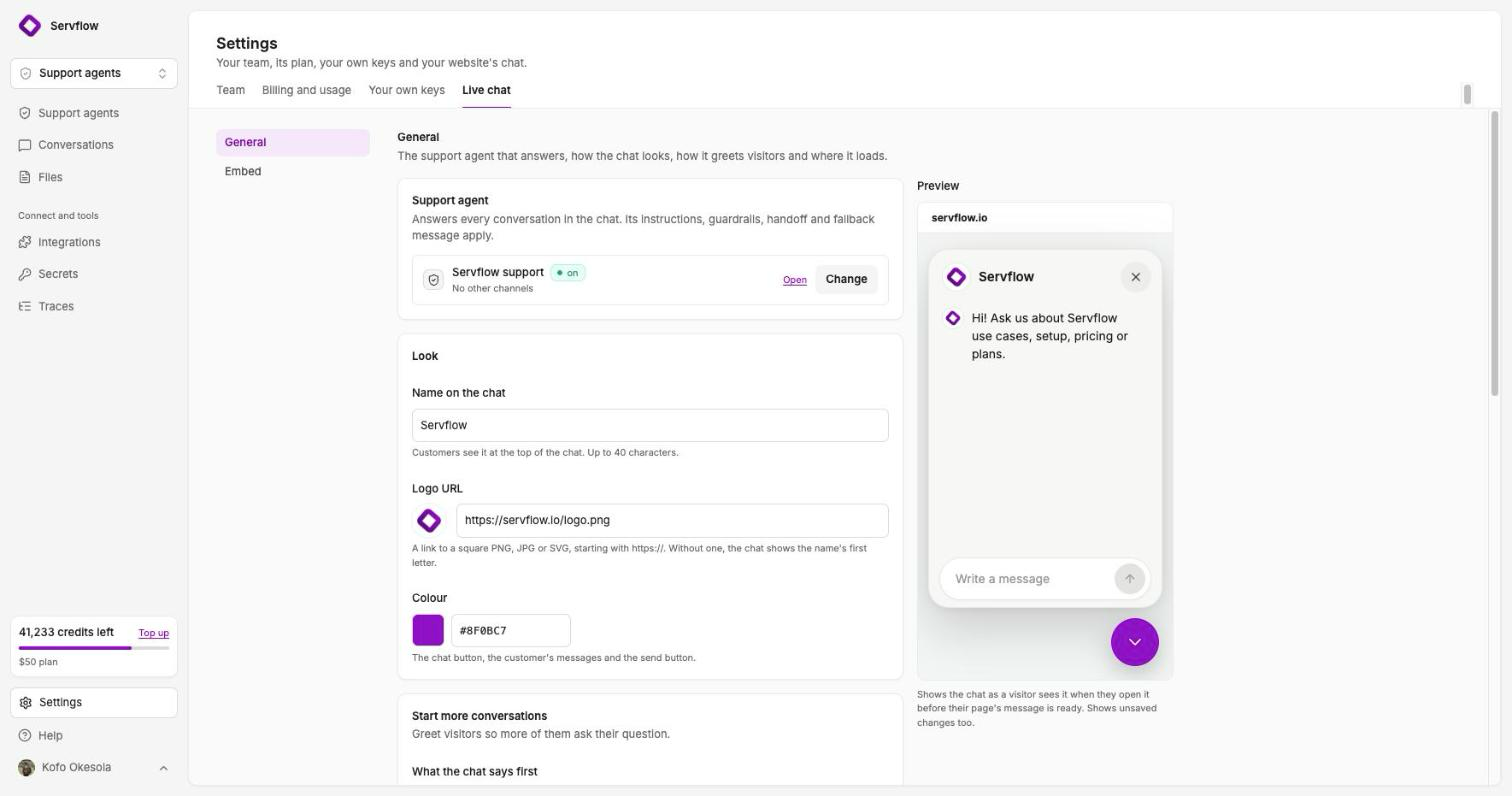 Servflow
Support agents
Support agents
Conversations
Files
Connect and tools
Integrations
Secrets
Traces
41,233 credits left
Top up
$50 plan
Settings
Help
Kofo Okesola
Settings
Your team, its plan, your own keys and your website's chat.
Team
Billing and usage
Your own keys
Live chat
General
Embed
General
The support agent that answers, how the chat looks, how it greets visitors and where it loads.
Support agent
Answers every conversation in the chat. Its instructions, guardrails, handoff and fallback
message apply.
Servflow support
on
No other channels
Open
Change
Look
Name on the chat
Servflow
Customers see it at the top of the chat. Up to 40 characters.
Logo URL
https://servflow.io/logo.png
A link to a square PNG, JPG or SVG, starting with https://. Without one, the chat shows the name's first
letter.
Colour
#8F0BC7
The chat button, the customer's messages and the send button.
Start more conversations
Greet visitors so more of them ask their question.
What the chat says first
Preview
servflow.io
Servflow
Hi! Ask us about Servflow
use cases, setup, pricing or
plans.
Write a message
Shows the chat as a visitor sees it when they open it
before their page's message is ready. Shows unsaved
changes too.